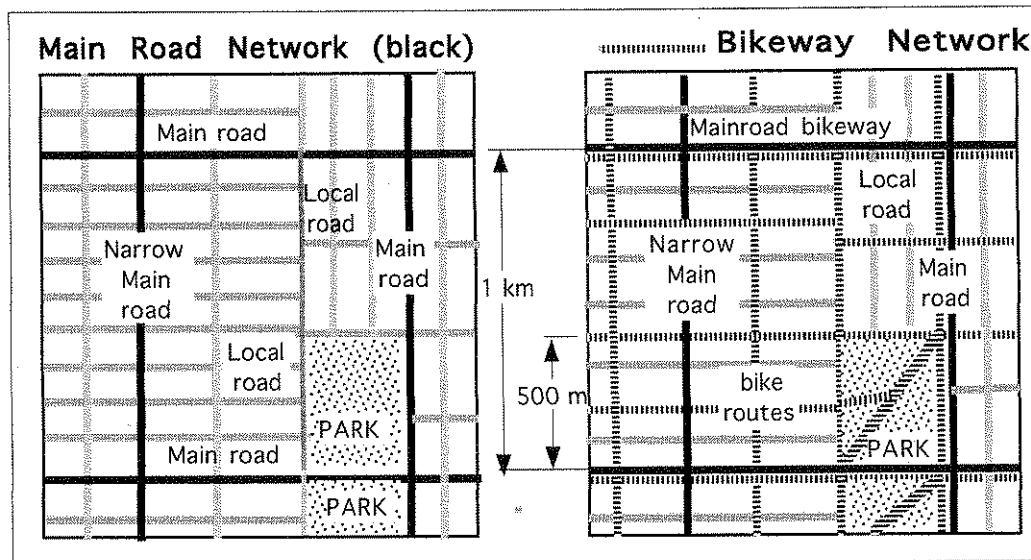 Main Road Network (black)
Main road
Local
road
Narrow
Main
road
Main
road
Local
road
PARK
Main road
PARK
1 km
500 m
Bikeway Network
Mainroad bikeway
Local
road
Narrow
Main
road
Main
road
bike
routes
PARK